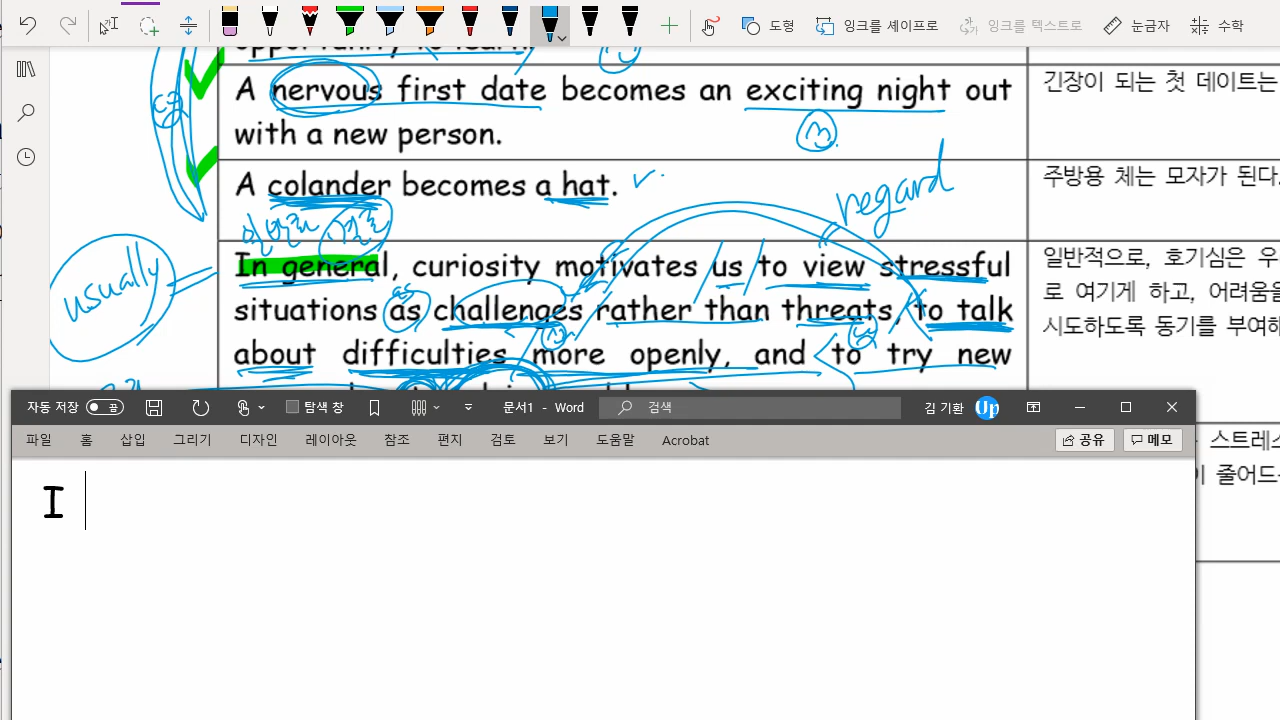 도형
잉크를 셰이프로
잉크를 텍스트로
눈금자
수학
opportunity to learn.
A nervous first date becomes an exciting night out
with a new person.
긴장이 되는 첫 데이트는
A colander becomes a hat.
주방용 체는 모자가 된다.
regard
usually
In general, curiosity motivates us to view stressful
situations as challenges rather than threats, to talk
about difficulties more openly, and to try new
as
일반적으로, 호기심은 우
로 여기게 하고, 어려움을
시도하도록 동기를 부여해
자동 저장 끔 탐색 창 문서1 - Word 검색 김 기환 Up
파일 홈 삽입 그리기 디자인 레이아웃 참조 편지 검토 보기 도움말 Acrobat 공유 메모
I
스트레스
줄어드